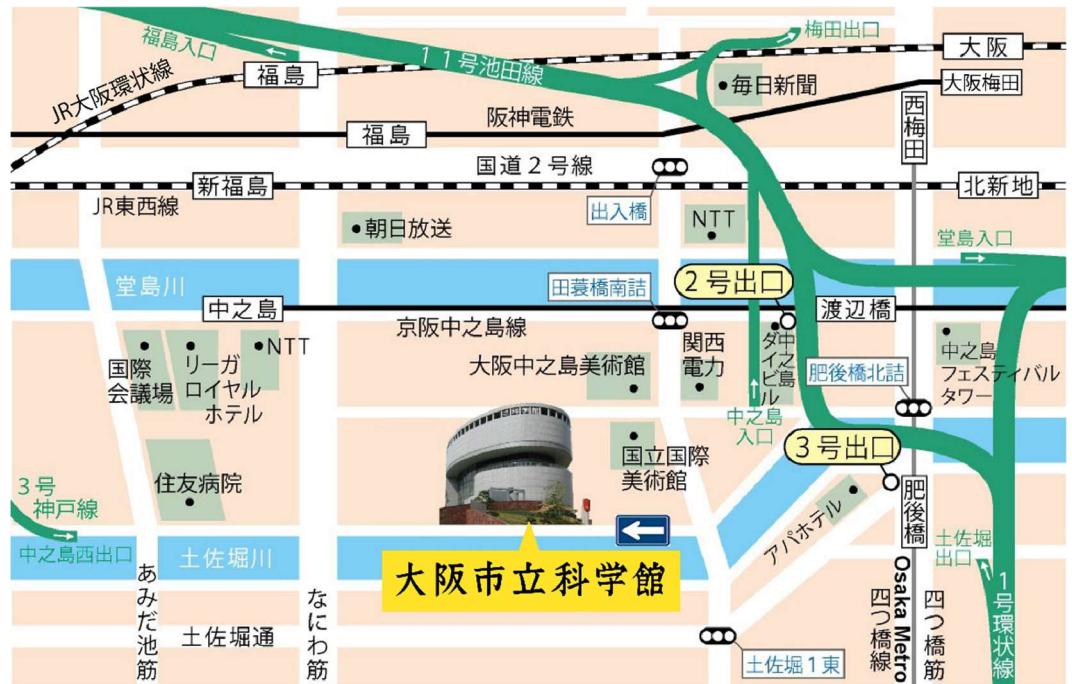 福島入口
11号池田線
梅田出口
大阪
福島
JR大阪環状線
毎日新聞
大阪梅田
阪神電鉄
福島
西梅田
国道2号線
新福島
北新地
JR東西線
出入橋
朝日放送
NTT
堂島入口
堂島川
田蓑橋南詰
2号出口
中之島
渡辺橋
京阪中之島線
国際
会議場
リーガ
ロイヤル
ホテル
NTT
大阪中之島美術館
関西
電力
中之島
ダイビル
肥後橋北詰
中之島
フェスティバル
タワー
中之島
入口
3号出口
国立国際
美術館
住友病院
3号
神戸線
アパホテル
肥後橋
中之島西出口
土佐堀川
土佐堀
出口
大阪市立科学館
あみだ池筋
なにわ筋
土佐堀通
土佐堀1東
Osaka Metro
四つ橋線
四つ橋筋
1号環状線